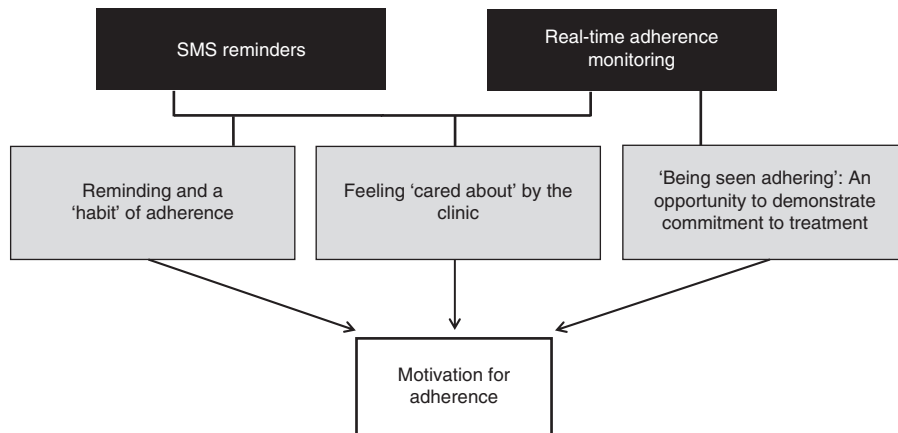 SMS reminders
Real-time adherence
monitoring
Reminding and a
‘habit’ of adherence
Feeling ‘cared about’ by the
clinic
‘Being seen adhering’: An
opportunity to demonstrate
commitment to treatment
Motivation for
adherence